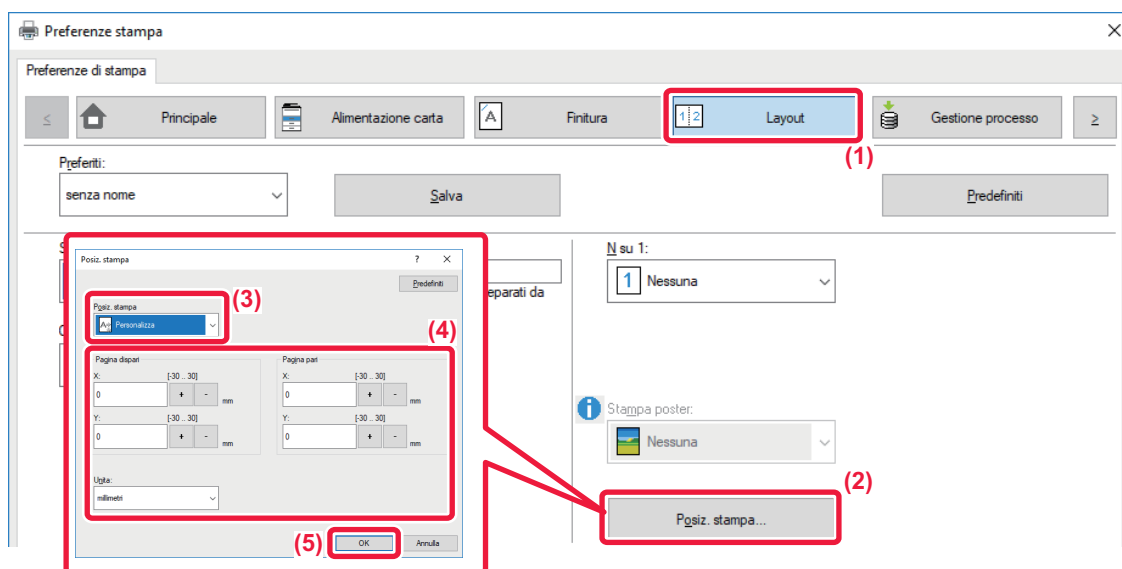 Preferenze stampa
Preferenze di stampa
<
Principale
Alimentazione carta
Finitura
Layout
Gestione processo
>
(1)
Preferiti:
senza nome
Salva
Predefiniti
S
Posiz. stampa
?
Predefiniti
eparati da
Posiz. stampa
Personalizza
(3)
(4)
Pagina dispari
X: [-30 .. 30]
0 + - mm
Y: [-30 .. 30]
0 + - mm
Pagina pari
X: [-30 .. 30]
0 + - mm
Y: [-30 .. 30]
0 + - mm
Unità:
millimetri
(5)
OK
Annulla
N su 1:
1 Nessuna
Stampa poster:
Nessuna
(2)
Posiz. stampa...